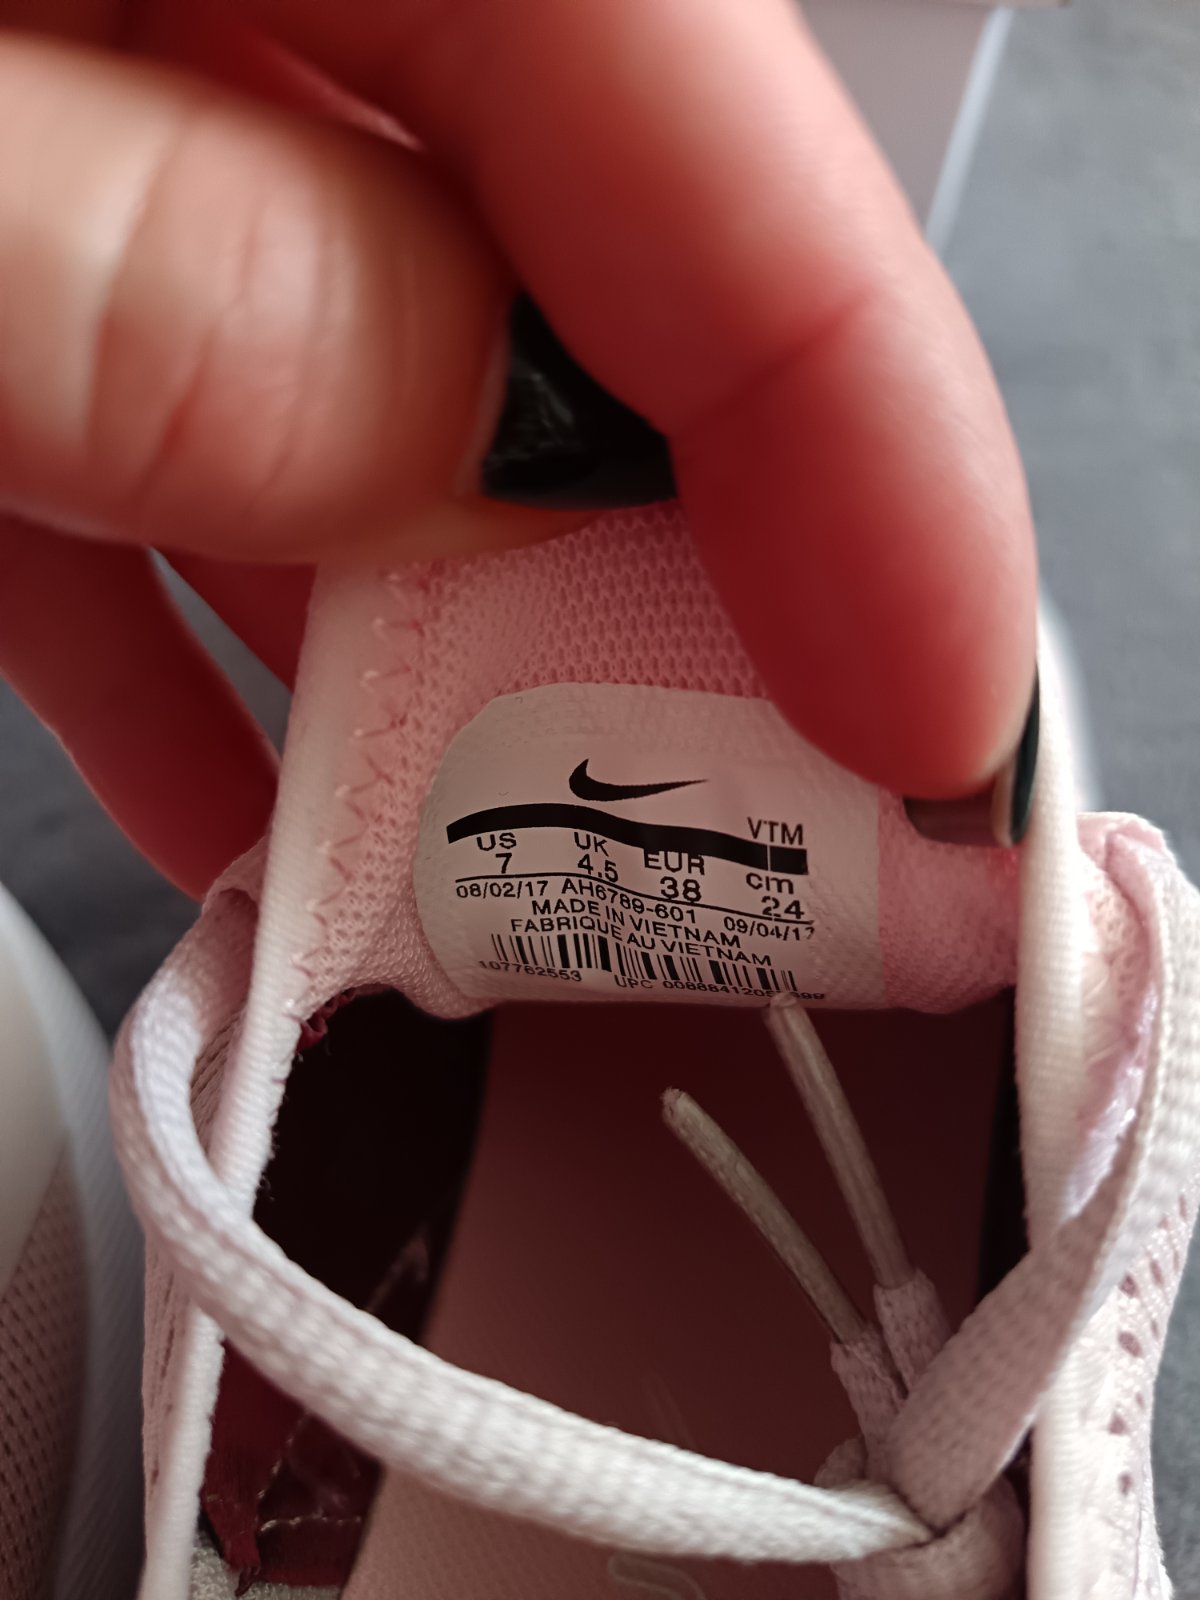 VTM
US UK EUR cm
7 4.5 38 24
08/02/17 AH6789-601 09/04/17
MADE IN VIETNAM
FABRIQUE AU VIETNAM
107762553 UPC